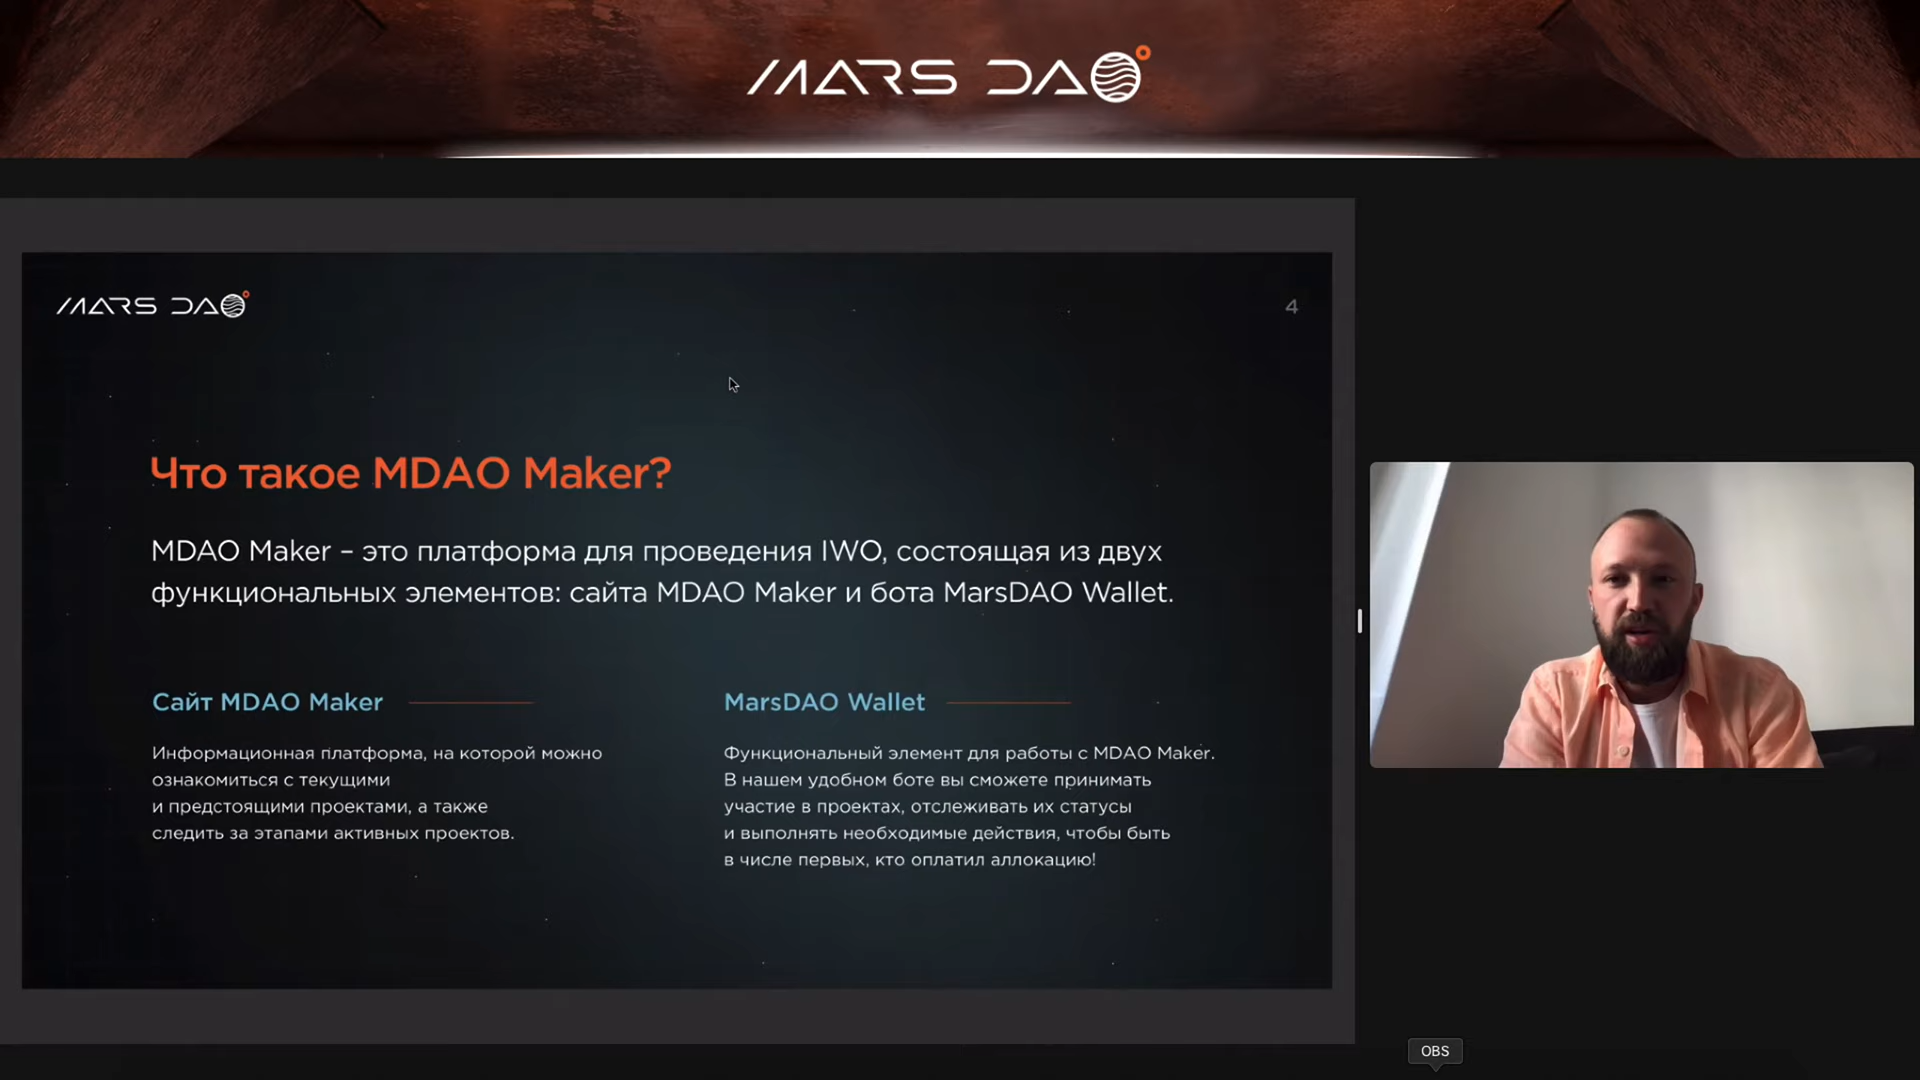 MARS DAO
MARS DAO
4
Что такое MDAO Maker?
MDAO Maker – это платформа для проведения IWO, состоящая из двух
функциональных элементов: сайта MDAO Maker и бота MarsDAO Wallet.
Сайт MDAO Maker
Информационная платформа, на которой можно
ознакомиться с текущими
и предстоящими проектами, а также
следить за этапами активных проектов.
MarsDAO Wallet
Функциональный элемент для работы с MDAO Maker.
В нашем удобном боте вы сможете принимать
участие в проектах, отслеживать их статусы
и выполнять необходимые действия, чтобы быть
в числе первых, кто оплатил аллокацию!
OBS